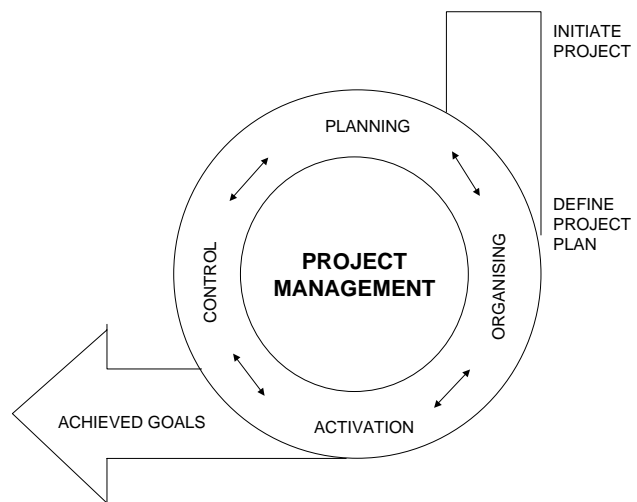 INITIATE
PROJECT
PLANNING
DEFINE
PROJECT
PLAN
CONTROL
PROJECT
MANAGEMENT
ORGANISING
ACHIEVED GOALS
ACTIVATION